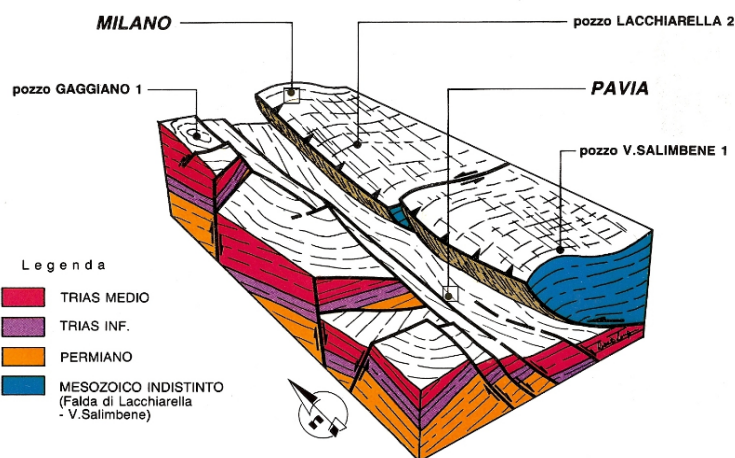 MILANO
pozzo LACCHIARELLA 2
pozzo GAGGIANO 1
PAVIA
pozzo V.SALIMBENE 1
Legenda
TRIAS MEDIO
TRIAS INF.
PERMIANO
MESOZOICO INDISTINTO
(Falda di Lacchiarella
- V.Salimbene)